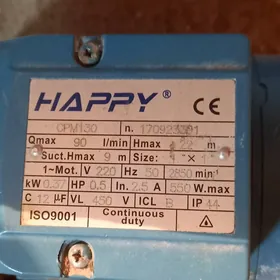 HAPPY ® CE
CPM130 n.
Qmax 90 l/min Hmax 22 m
Suct.Hmax 9 m Size: 1" × 1"
1~Mot. V 220 Hz 50 2850 min⁻¹
kW 0.37 HP 0.5 In. 2.5 A 550 W.max
C 12 µF VL 450 V ICL B IP 44
ISO9001 Continuous duty